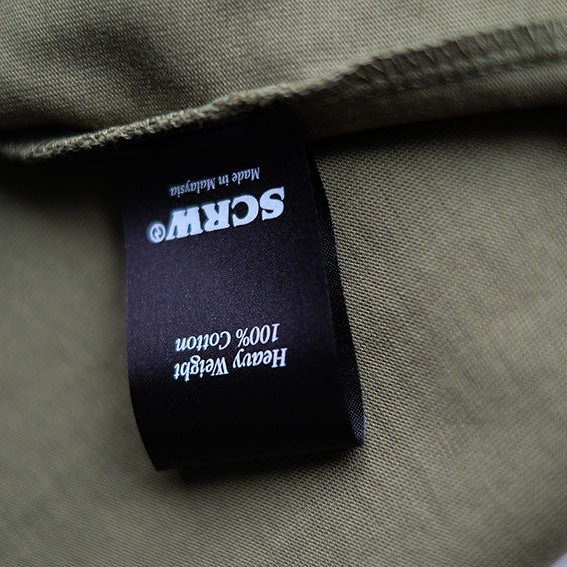 Heavy Weight
100% Cotton
SCRW
Made in Malaysia